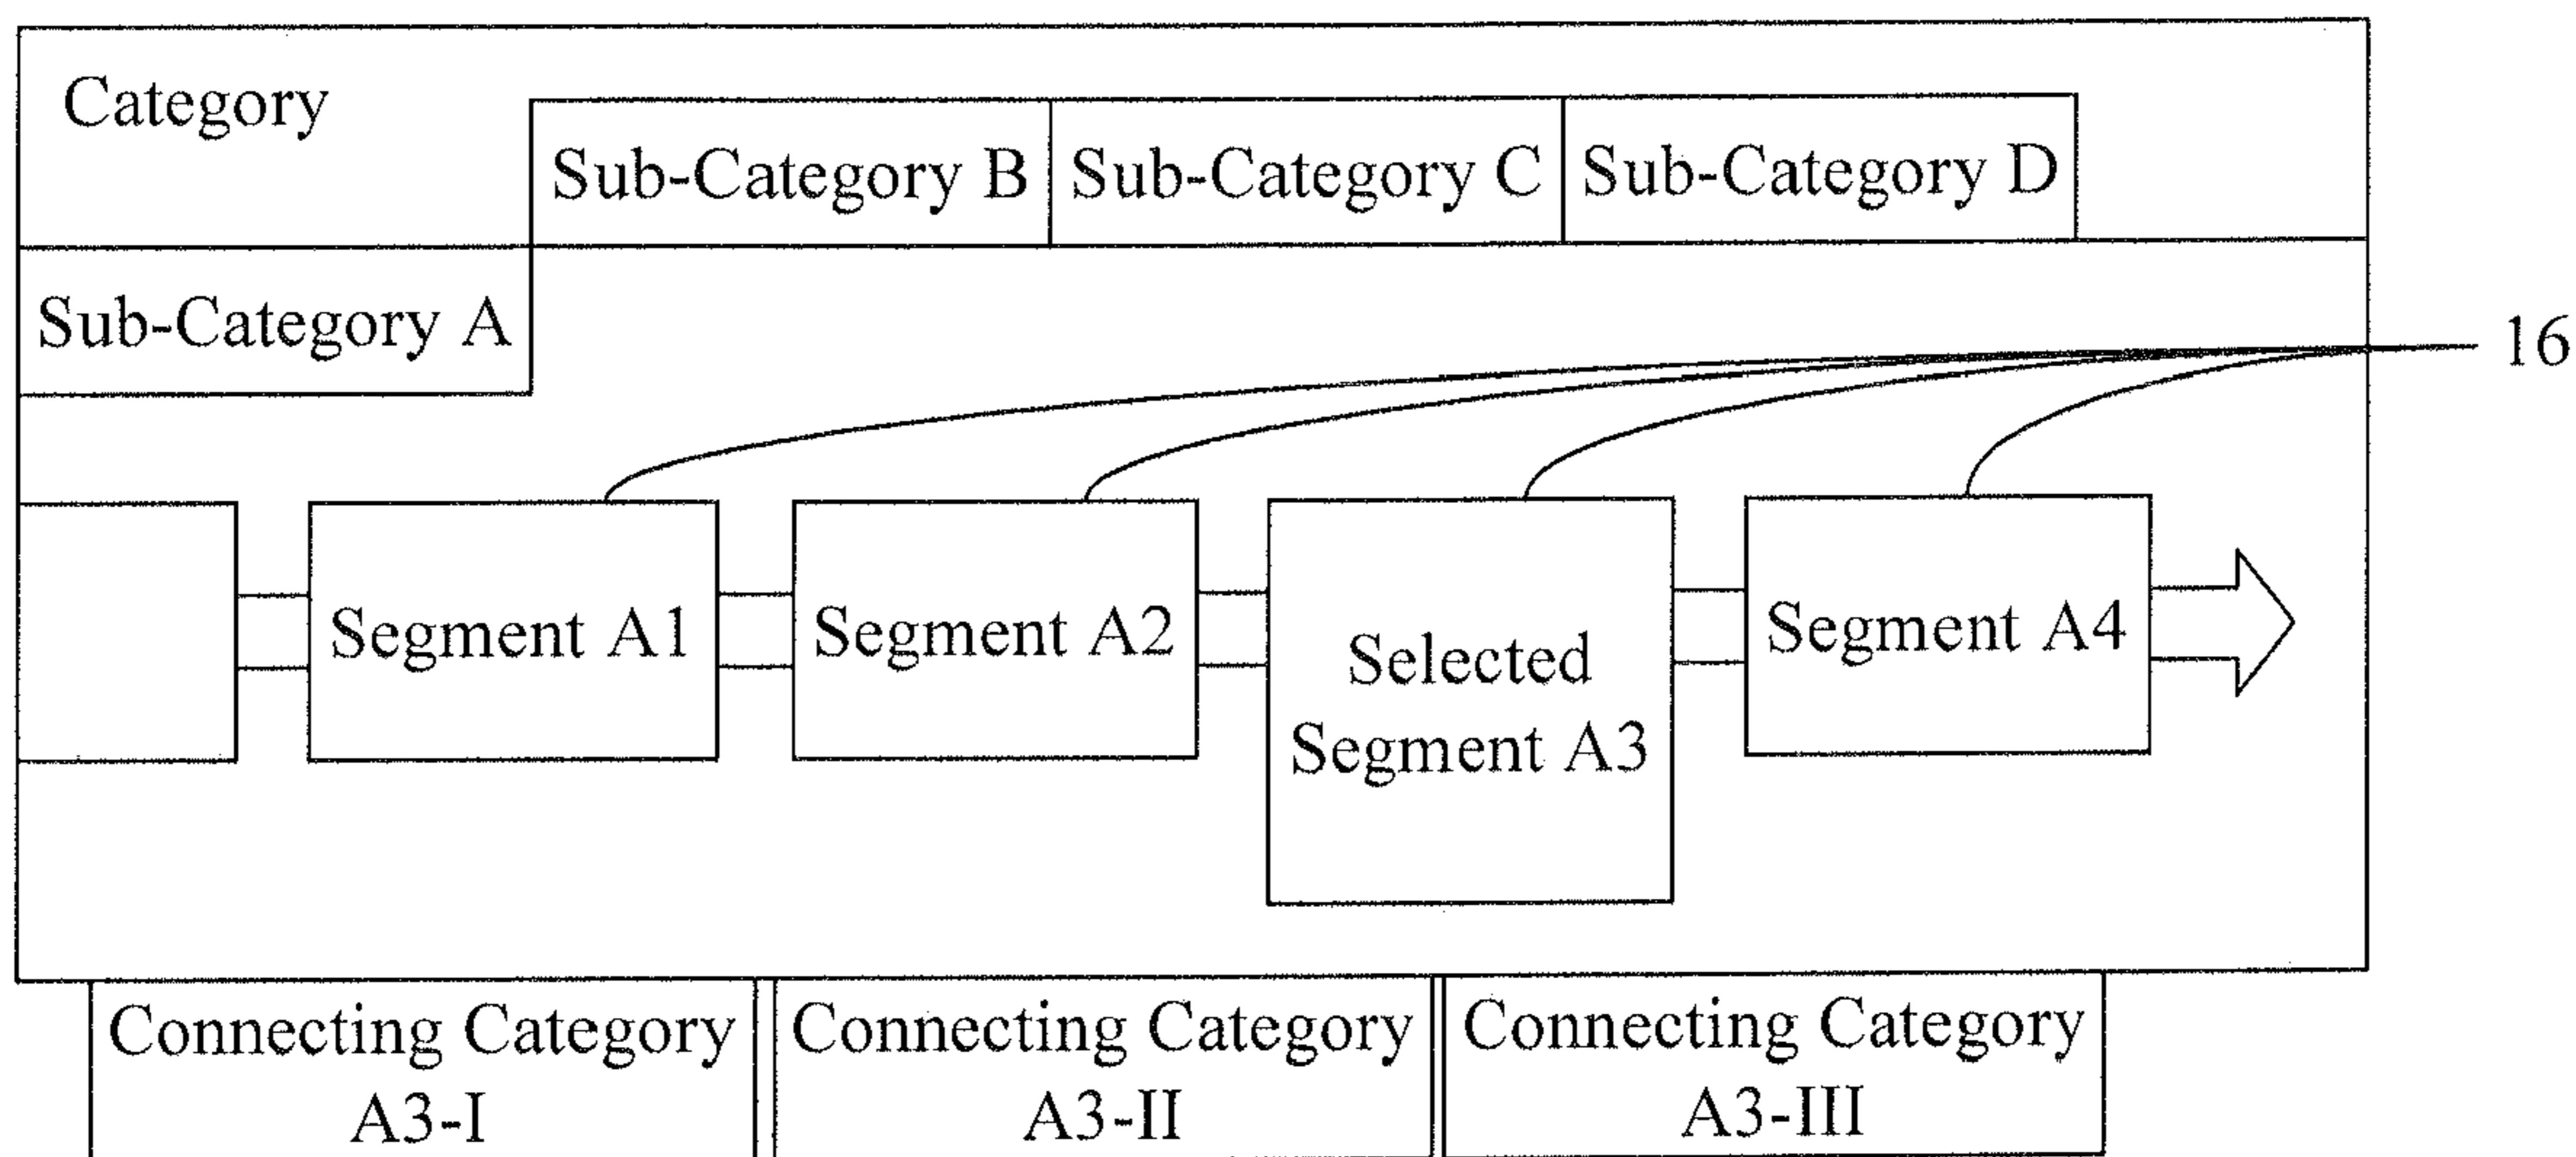 Category
Sub-Category B
Sub-Category C
Sub-Category D
Sub-Category A
16
Segment A1
Segment A2
Selected
Segment A3
Segment A4
Connecting Category
A3-I
Connecting Category
A3-II
Connecting Category
A3-III